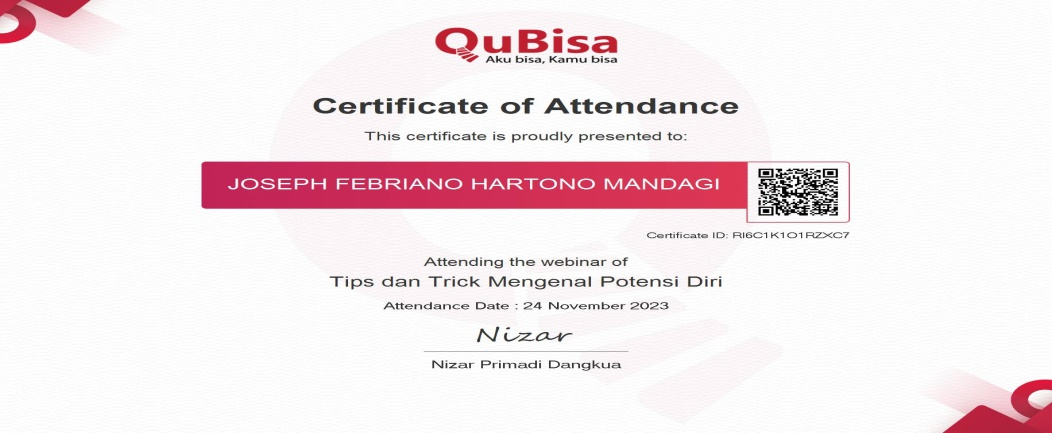 QuBisa
Aku bisa, Kamu bisa
Certificate of Attendance
This certificate is proudly presented to:
JOSEPH FEBRIANO HARTONO MANDAGI
Certificate ID: RI6C1K1O1RZXC7
Attending the webinar of
Tips dan Trick Mengenal Potensi Diri
Attendance Date : 24 November 2023
Nizar
Nizar Primadi Dangkua